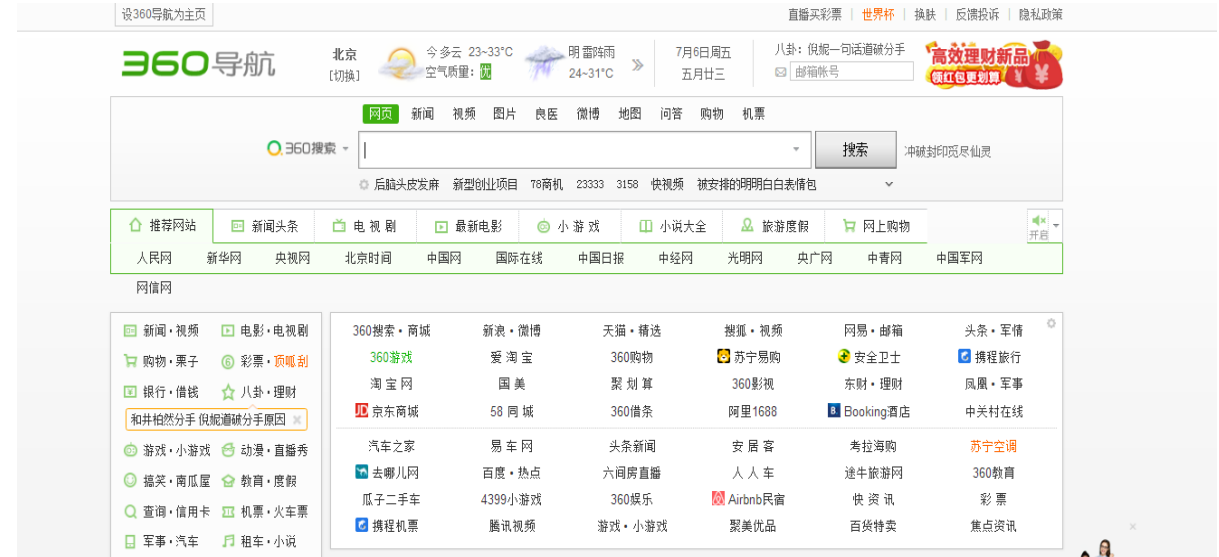 设360导航为主页
直播买彩票 | 世界杯 | 换肤 | 反馈投诉 | 隐私政策
360导航
北京 [切换]
今 多云 23~33°C
空气质量: 优
明 雷阵雨
24~31°C
7月6日周五
五月廿三
八卦: 倪妮一句话道破分手
邮箱帐号
高效理财新品
领红包更划算
网页 新闻 视频 图片 良医 微博 地图 问答 购物 机票
360搜索 搜索 冲破封印觅尽仙灵
后脑头皮发麻 新型创业项目 78商机 23333 3158 快视频 被安排的明明白白表情包
推荐网站 新闻头条 电视剧 最新电影 小游戏 小说大全 旅游度假 网上购物 开启
人民网 新华网 央视网 北京时间 中国网 国际在线 中国日报 中经网 光明网 央广网 中青网 中国军网
网信网
新闻·视频 电影·电视剧
购物·栗子 彩票·顶呱刮
银行·借钱 八卦·理财
和井柏然分手 倪妮道破分手原因
游戏·小游戏 动漫·直播秀
搞笑·南瓜屋 教育·度假
查询·信用卡 机票·火车票
军事·汽车 租车·小说
360搜索·商城 新浪·微博 天猫·精选 搜狐·视频 网易·邮箱 头条·军情
360游戏 爱淘宝 360购物 苏宁易购 安全卫士 携程旅行
淘宝网 国美 聚划算 360影视 东财·理财 凤凰·军事
JD 京东商城 58同城 360借条 阿里1688 B. Booking酒店 中关村在线
汽车之家 易车网 头条新闻 安居客 考拉海购 苏宁空调
去哪儿网 百度·热点 六间房直播 人人车 途牛旅游网 360教育
瓜子二手车 4399小游戏 360娱乐 Airbnb民宿 快资讯 彩票
携程机票 腾讯视频 游戏·小游戏 聚美优品 百货特卖 焦点资讯